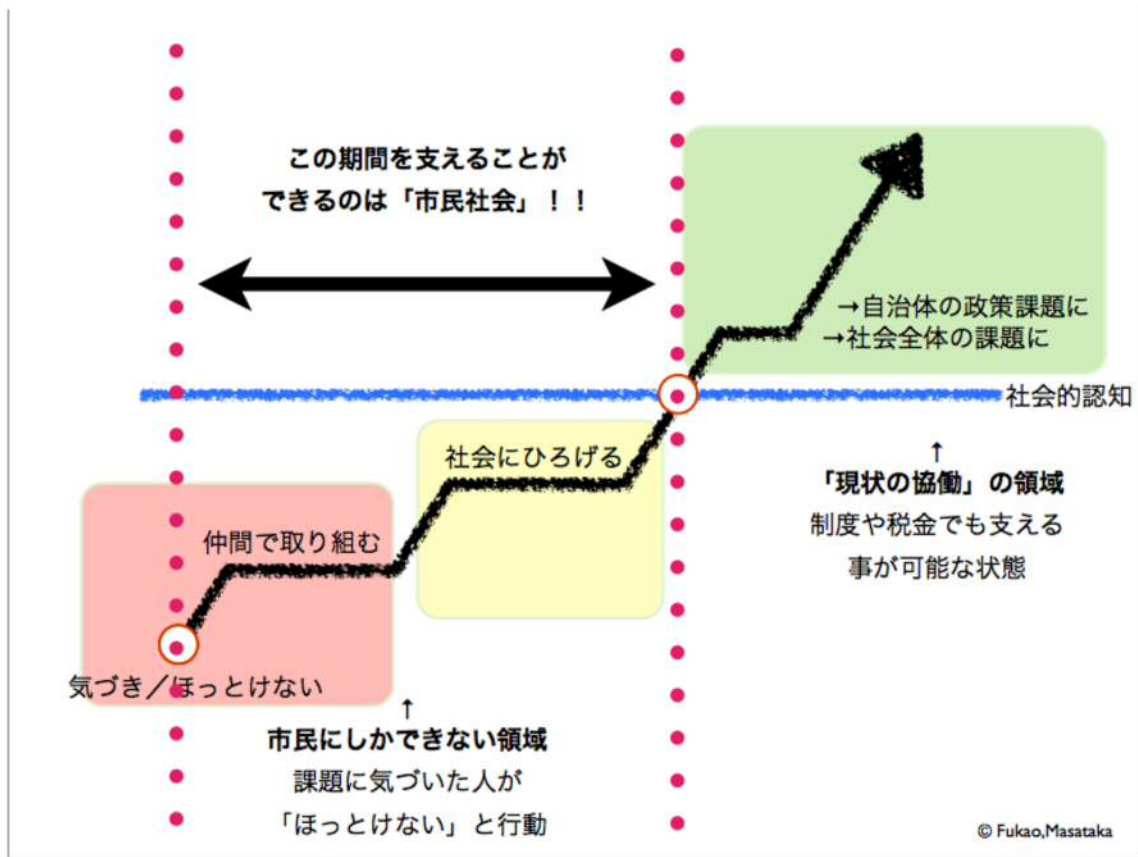 この期間を支えることが
できるのは「市民社会」！！
→自治体の政策課題に
→社会全体の課題に
社会的認知
社会にひろげる
↑
「現状の協働」の領域
制度や税金でも支える
事が可能な状態
仲間で取り組む
気づき／ほっとけない
↑
市民にしかできない領域
課題に気づいた人が
「ほっとけない」と行動
© Fukao,Masataka